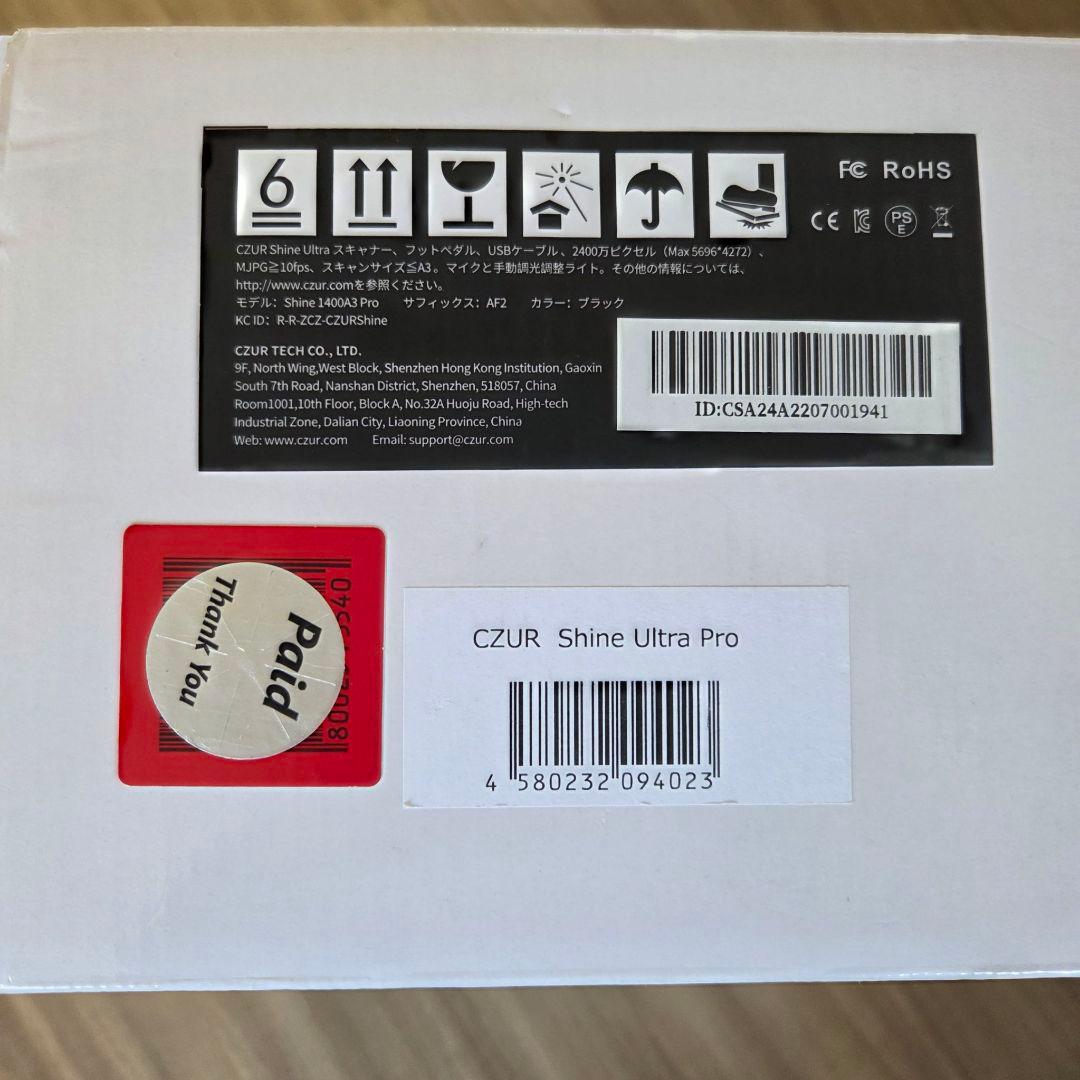 6
FC RoHS
CE PSE
CZUR Shine Ultra スキャナー、フットペダル、USBケーブル、2400万ピクセル（Max 5696*4272）、
MJPG≧10fps、スキャンサイズ≦A3。マイクと手動調光調整ライト。その他の情報については、
http://www.czur.comを参照ください。
モデル：Shine 1400A3 Pro サフィックス：AF2 カラー：ブラック
KC ID：R-R-ZCZ-CZURShine
CZUR TECH CO., LTD.
9F, North Wing,West Block, Shenzhen Hong Kong Institution, Gaoxin
South 7th Road, Nanshan District, Shenzhen, 518057, China
Room1001,10th Floor, Block A, No.32A Huoju Road, High-tech
Industrial Zone, Dalian City, Liaoning Province, China
Web: www.czur.com Email: support@czur.com
ID:CSA24A2207001941
Paid
Thank You
CZUR Shine Ultra Pro
4 580232 094023